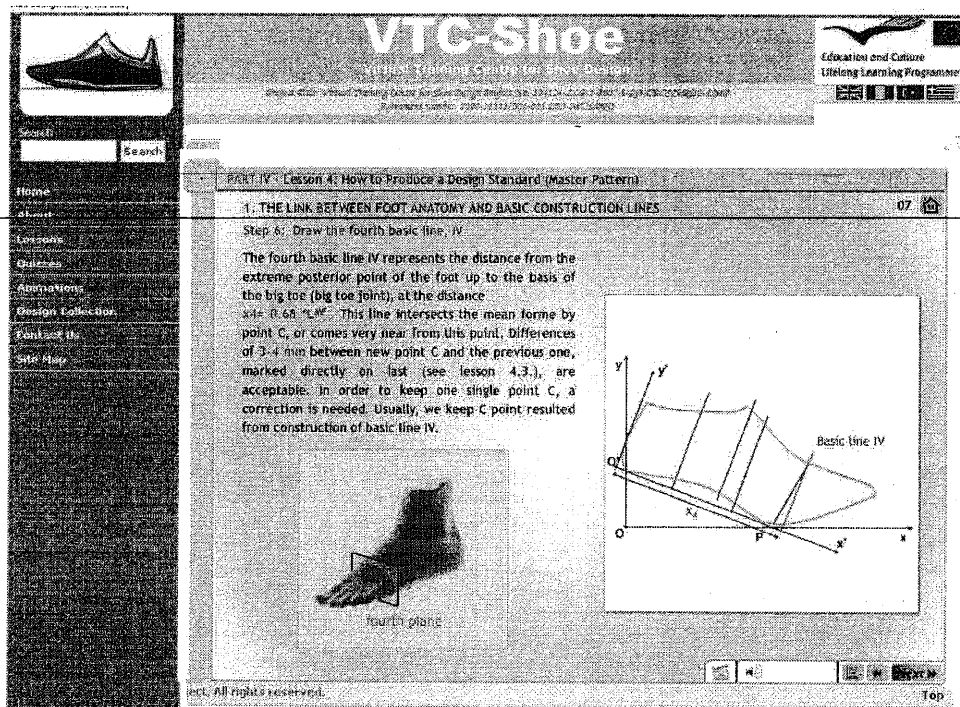 VTC-Shoe
Virtual Training Centre for Shoe Design
Education and Culture
Lifelong Learning Programme
Search
Search
Home
About
Lessons
Quizzes
Animations
Design Collection
Contact Us
Site Map
PART IV - Lesson 4: How to Produce a Design Standard (Master Pattern)
1. THE LINK BETWEEN FOOT ANATOMY AND BASIC CONSTRUCTION LINES
07
Step 6: Draw the fourth basic line, IV
The fourth basic line IV represents the distance from the
extreme posterior point of the foot up to the basis of
the big toe (big toe joint), at the distance
x4= 0.68 This line intersects the mean forme by
point C, or comes very near from this point. Differences
of 3-4 mm between new point C and the previous one,
marked directly on last (see lesson 4.3.), are
acceptable. In order to keep one single point C, a
correction is needed. Usually, we keep C point resulted
from construction of basic line IV.
fourth plane
y
y'
Basic line IV
O'
x4
O
P
x'
x
Next
ect. All rights reserved.
Top